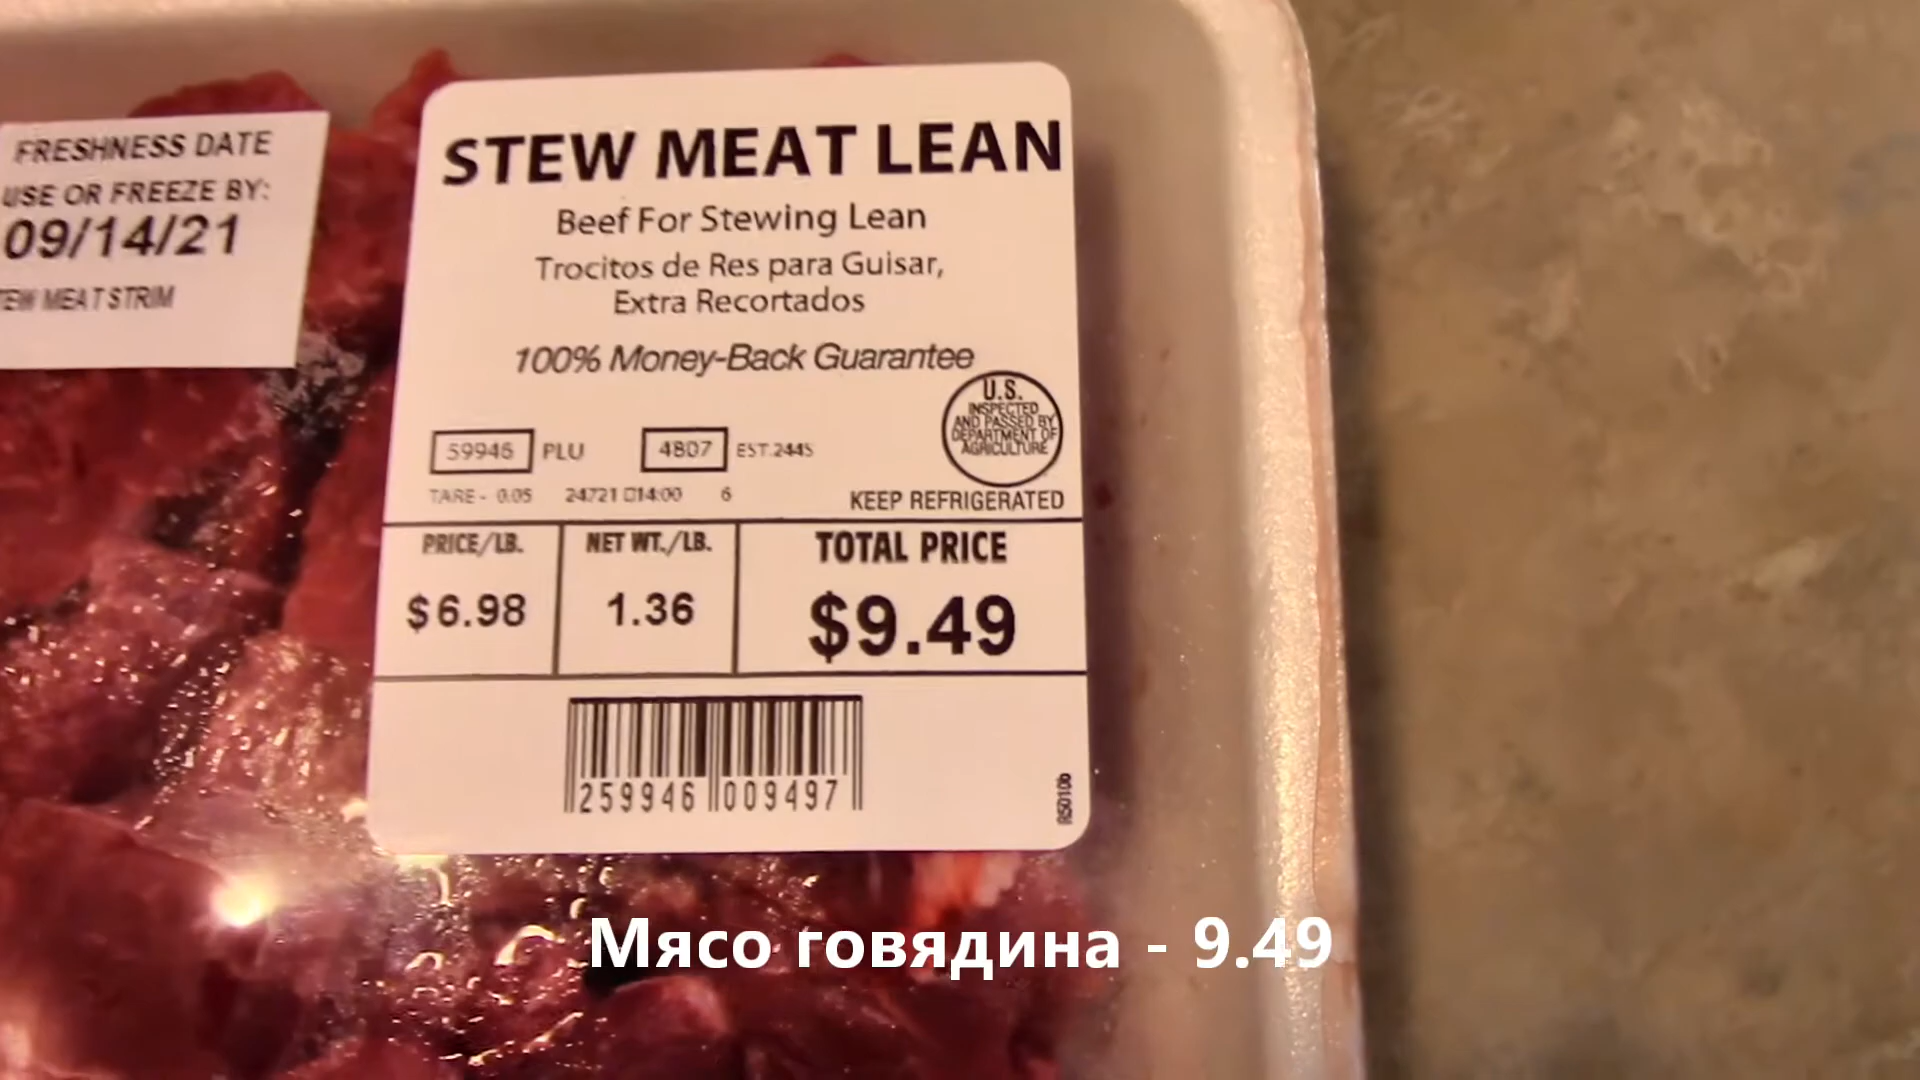 FRESHNESS DATE
USE OR FREEZE BY:
09/14/21
TEW MEAT STRIM
STEW MEAT LEAN
Beef For Stewing Lean
Trocitos de Res para Guisar,
Extra Recortados
100% Money-Back Guarantee
U.S.
INSPECTED
AND PASSED BY
DEPARTMENT OF
AGRICULTURE
59946 PLU 4807 EST.2445
TARE - 0.05 24721 14:00 6
KEEP REFRIGERATED
PRICE/LB. NET WT./LB. TOTAL PRICE
$6.98 1.36 $9.49
259946 009497
R5010b
Мясо говядина - 9.49